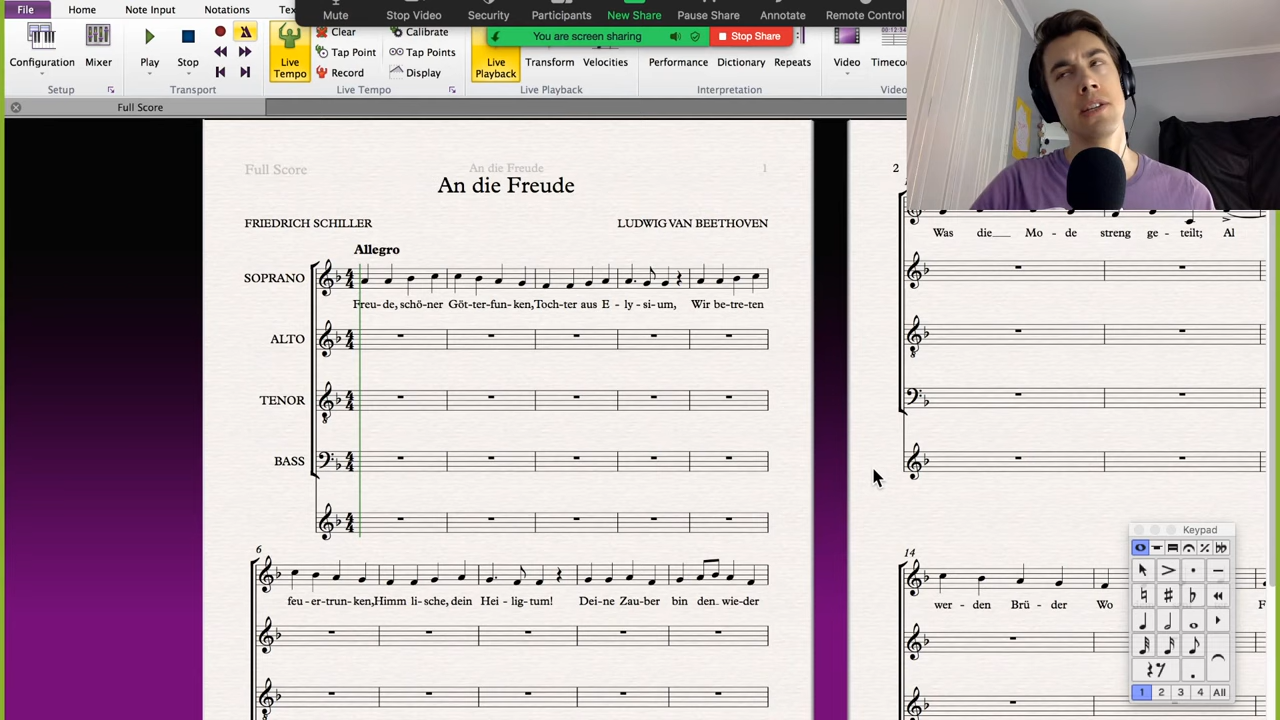 File Home Note Input Notations
Mute Stop Video Security Participants New Share Pause Share Annotate Remote Control
You are screen sharing Stop Share
Clear Calibrate
Tap Point Tap Points
Record Display
Configuration Mixer Play Stop Live Tempo Live Playback Transform Velocities Performance Dictionary Repeats Video
Setup Transport Live Tempo Live Playback Interpretation
Full Score
Full Score An die Freude 1
An die Freude
FRIEDRICH SCHILLER LUDWIG VAN BEETHOVEN
Allegro
SOPRANO
Freu-de, schö-ner Göt-ter-fun-ken, Toch-ter aus E - ly - si - um, Wir be-tre-ten
ALTO
TENOR
BASS
6
feu-er-trun-ken, Himm li-sche, dein Hei-lig-tum! Dei-ne Zau-ber bin den wie-der
2
Was die Mo - de streng ge - teilt; Al
14
wer - den Brü - der Wo
Keypad
1 2 3 4 All